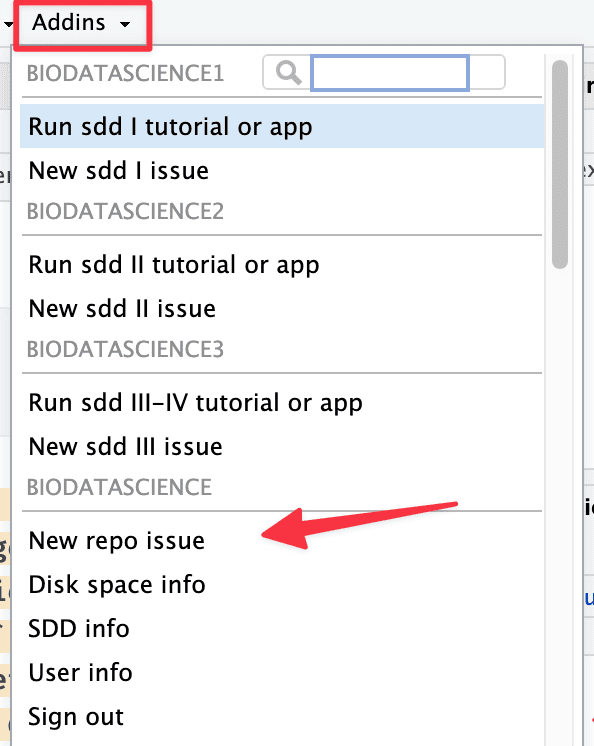 Addins
BIODATASCIENCE1
Run sdd I tutorial or app
New sdd I issue
BIODATASCIENCE2
Run sdd II tutorial or app
New sdd II issue
BIODATASCIENCE3
Run sdd III-IV tutorial or app
New sdd III issue
BIODATASCIENCE
New repo issue
Disk space info
SDD info
User info
Sign out